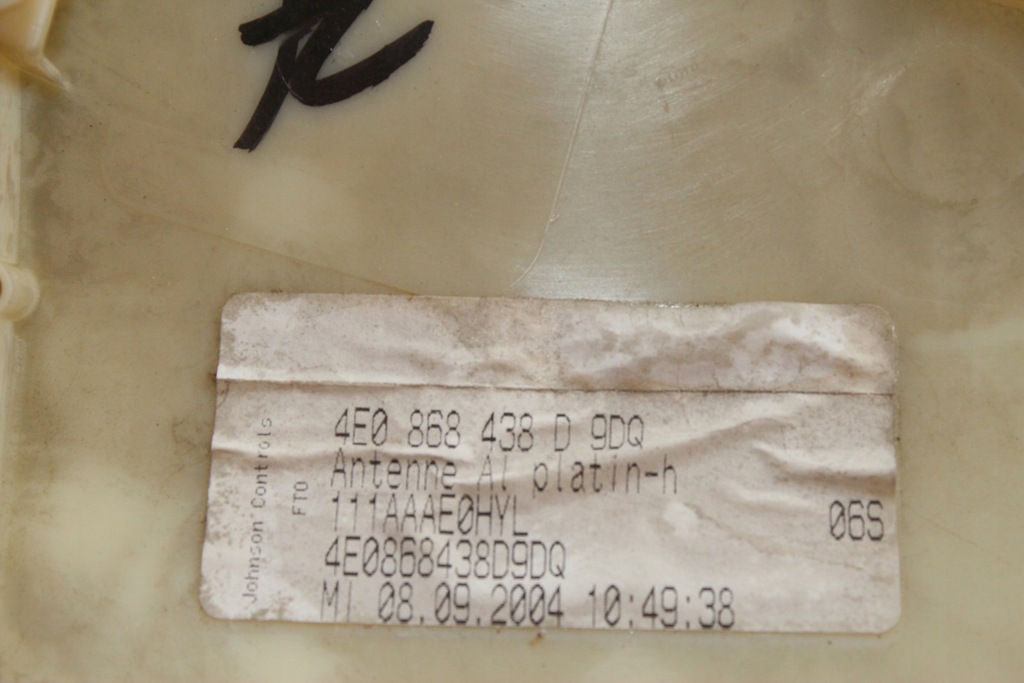 4E0 868 438 D 9DQ
Antenne Al platin-h
111AAAE0HYL
06S
4E0868438D9DQ
MI 08.09.2004 10:49:38
Johnson Controls
FTO